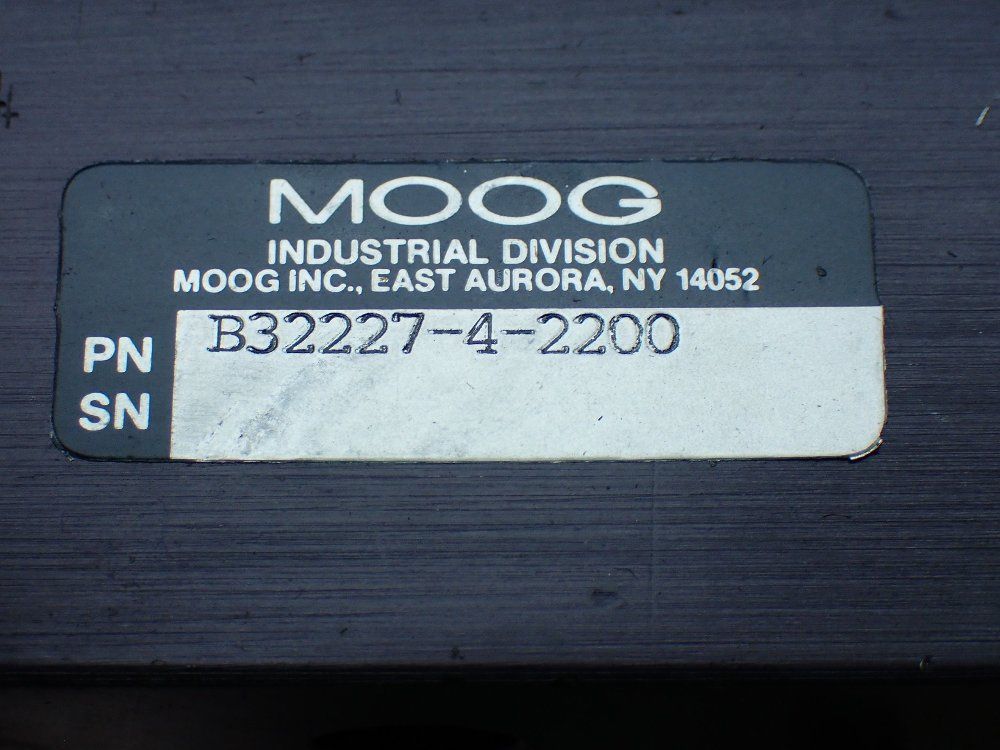 MOOG
INDUSTRIAL DIVISION
MOOG INC., EAST AURORA, NY 14052
PN B32227-4-2200
SN